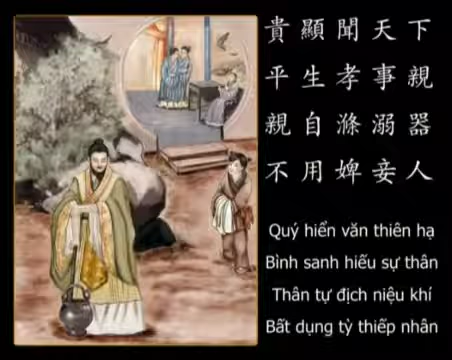 貴顯聞天下
平生孝事親
親自滌溺器
不用婢妾人
Quý hiển văn thiên hạ
Bình sanh hiếu sự thân
Thân tự địch niệu khí
Bất dụng tỳ thiếp nhân